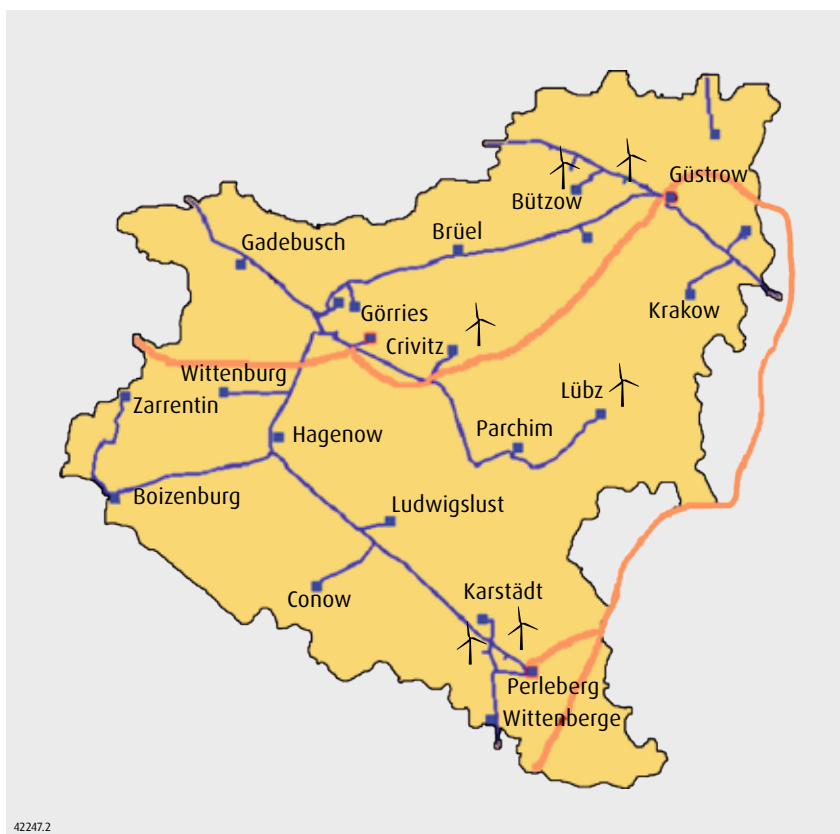 Güstrow
Bützow
Brüel
Gadebusch
Krakow
Görries
Crivitz
Wittenburg
Lübz
Zarrentin
Parchim
Hagenow
Boizenburg
Ludwigslust
Karstädt
Conow
Perleberg
Wittenberge
42247.2